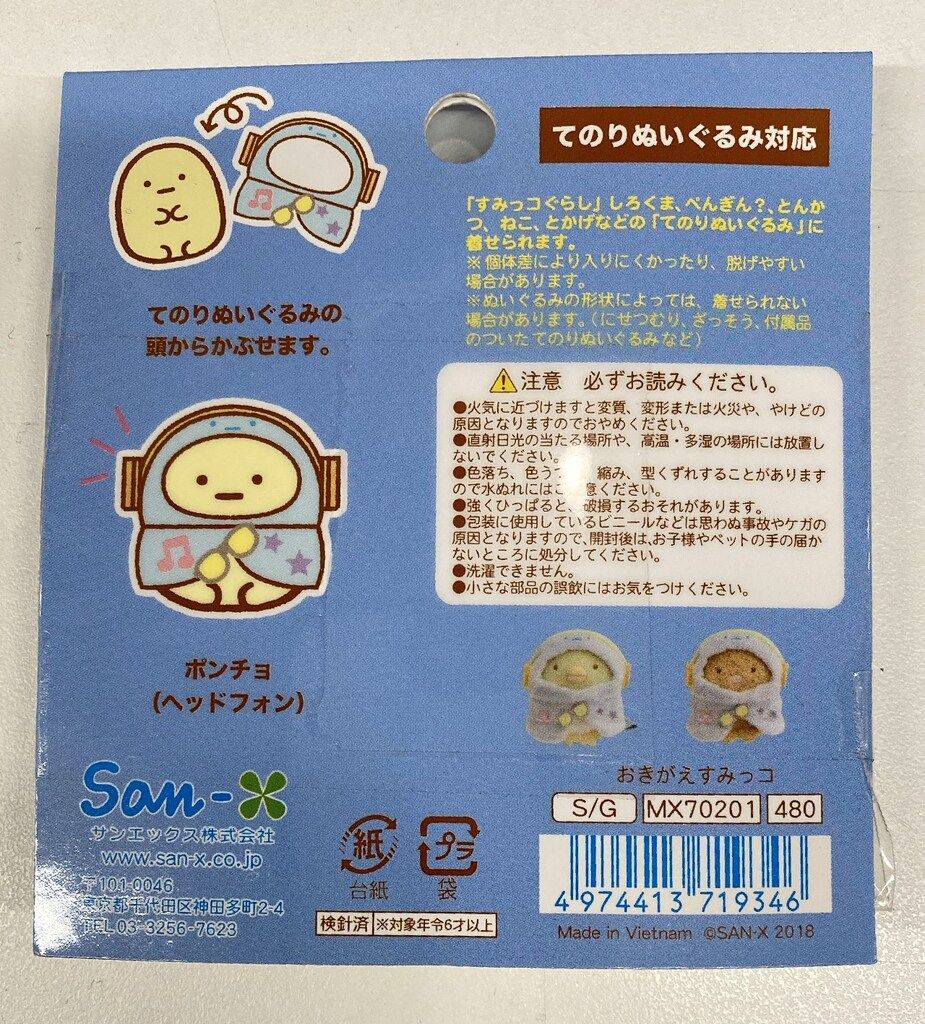 てのりぬいぐるみ対応
「すみっコぐらし」しろくま、ぺんぎん？、とんか
つ、ねこ、とかげなどの「てのりぬいぐるみ」に
着せられます。
※個体差により入りにくかったり、脱げやすい
場合があります。
※ぬいぐるみの形状によっては、着せられない
場合があります。(にせつむり、ざっそう、付属品
のついたてのりぬいぐるみなど)
てのりぬいぐるみの
頭からかぶせます。
ポンチョ
(ヘッドフォン)
注意 必ずお読みください。
●火気に近づけますと変質、変形または火災や、やけどの
原因となりますのでおやめください。
●直射日光の当たる場所や、高温・多湿の場所には放置し
ないでください。
●色落ち、色う 縮み、型くずれすることがあります
ので水ぬれにはご 意ください。
●強くひっぱると、破損するおそれがあります。
●包装に使用しているビニールなどは思わぬ事故やケガの
原因となりますので、開封後は、お子様やペットの手の届か
ないところに処分してください。
●洗濯できません。
●小さな部品の誤飲にはお気をつけください。
おきがえすみっコ
S/G MX70201 480
4 974413 719346
Made in Vietnam ©SAN-X 2018
San-X
サンエックス株式会社
www.san-x.co.jp
〒101-0046
東京都千代田区神田多町2-4
TEL03-3256-7623
紙
台紙
プラ
袋
検針済 ※対象年令6才以上